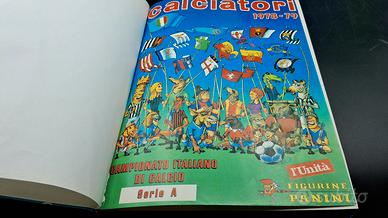 Calciatori
1978-79
CAMPIONATO ITALIANO
DI CALCIO
Serie A
l'Unità
FIGURINE
PANINI